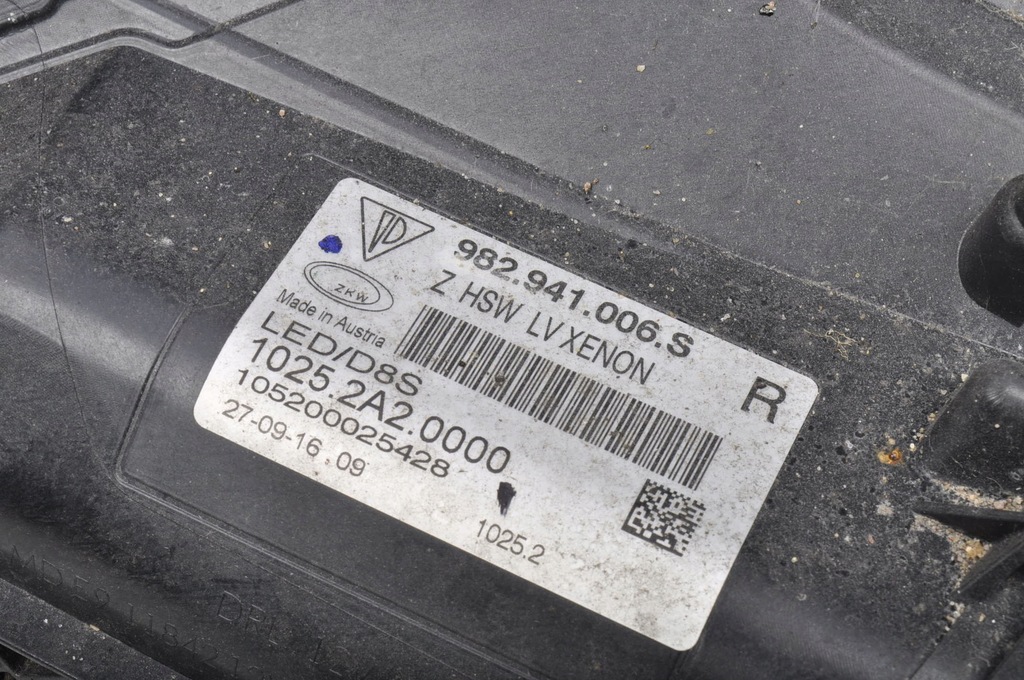 982.941.006.S
Z HSW LV XENON
R
ZKW
Made in Austria
LED/D8S
1025.2A2.0000
105200025428
27-09-16 09
1025.2